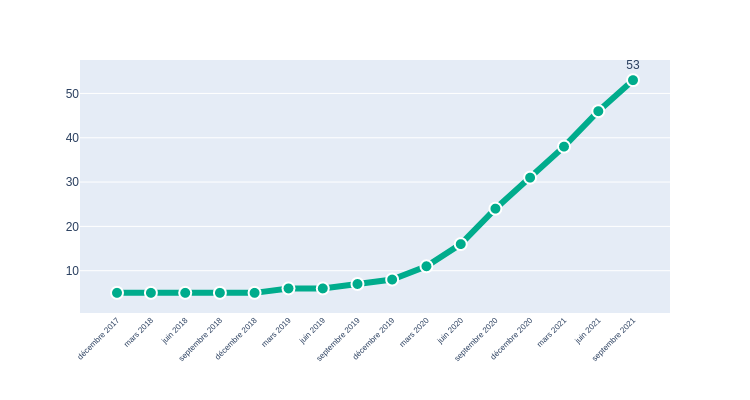 53
50
40
30
20
10
décembre 2017
mars 2018
juin 2018
septembre 2018
décembre 2018
mars 2019
juin 2019
septembre 2019
décembre 2019
mars 2020
juin 2020
septembre 2020
décembre 2020
mars 2021
juin 2021
septembre 2021